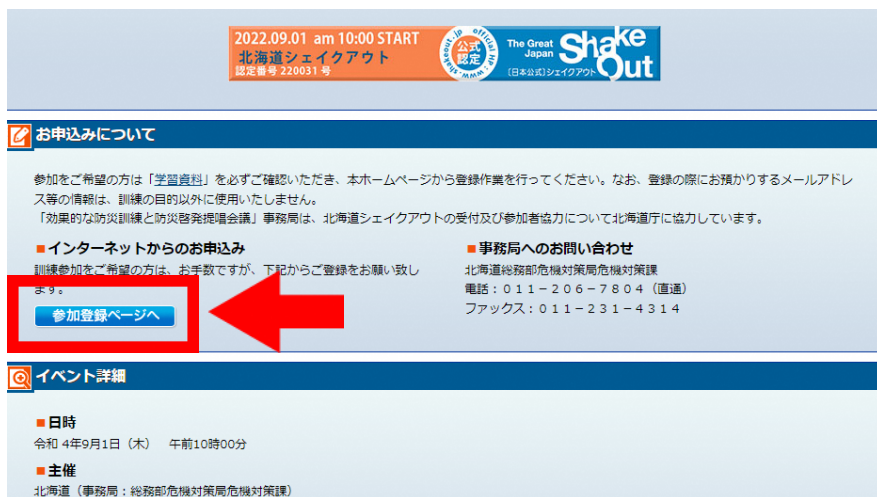 2022.09.01 am 10:00 START
北海道シェイクアウト
認定番号 220031 号
official HP
公式
認定
www.shakeout.jp
The Great
Japan
ShakeOut
[日本公式]シェイクアウト
お申込みについて
参加をご希望の方は「学習資料」を必ずご確認いただき、本ホームページから登録作業を行ってください。なお、登録の際にお預かりするメールアドレ
ス等の情報は、訓練の目的以外に使用いたしません。
「効果的な防災訓練と防災啓発提唱会議」事務局は、北海道シェイクアウトの受付及び参加者協力について北海道庁に協力しています。
■インターネットからのお申込み
訓練参加をご希望の方は、お手数ですが、下記からご登録をお願い致し
ます。
参加登録ページへ
■事務局へのお問い合わせ
北海道総務部危機対策局危機対策課
電話：０１１－２０６－７８０４（直通）
ファックス：０１１－２３１－４３１４
イベント詳細
■日時
令和 4年9月1日（木）　午前10時00分
■主催
北海道（事務局：総務部危機対策局危機対策課）